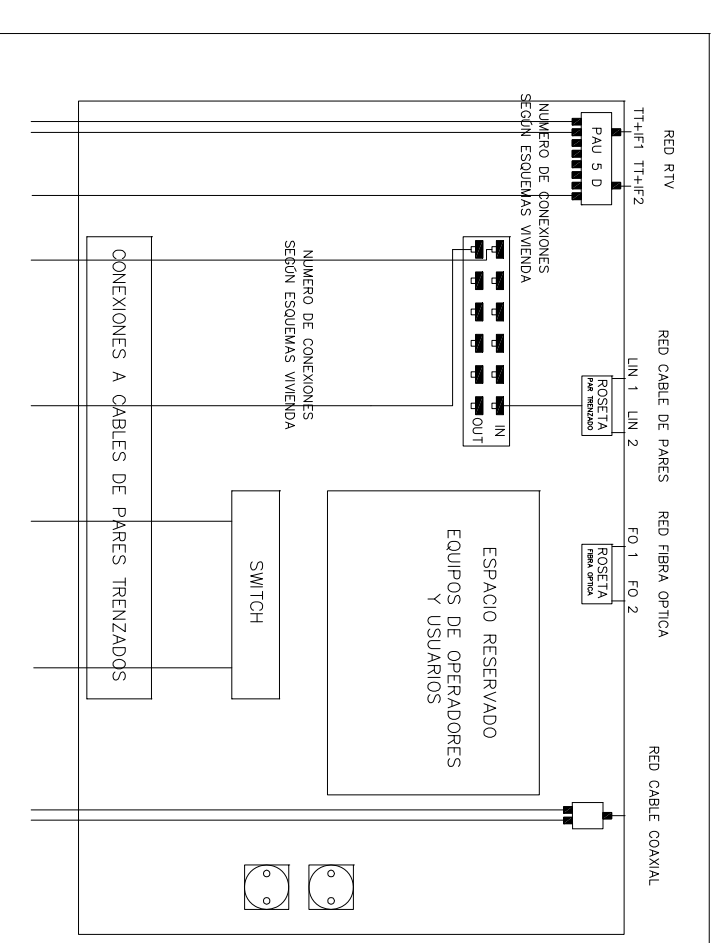 RED RTV
RED CABLE DE PARES
RED FIBRA OPTICA
RED CABLE COAXIAL
TT+IF1 TT+IF2
LIN 1
LIN 2
FO 1
FO 2
PAU 5 D
ROSETA
PAR TRENZADO
ROSETA
FIBRA OPTICA
NUMERO DE CONEXIONES
SEGÚN ESQUEMAS VIVIENDA
IN
OUT
ESPACIO RESERVADO
EQUIPOS DE OPERADORES
Y USUARIOS
NUMERO DE CONEXIONES
SEGÚN ESQUEMAS VIVIENDA
SWITCH
CONEXIONES A CABLES DE PARES TRENZADOS